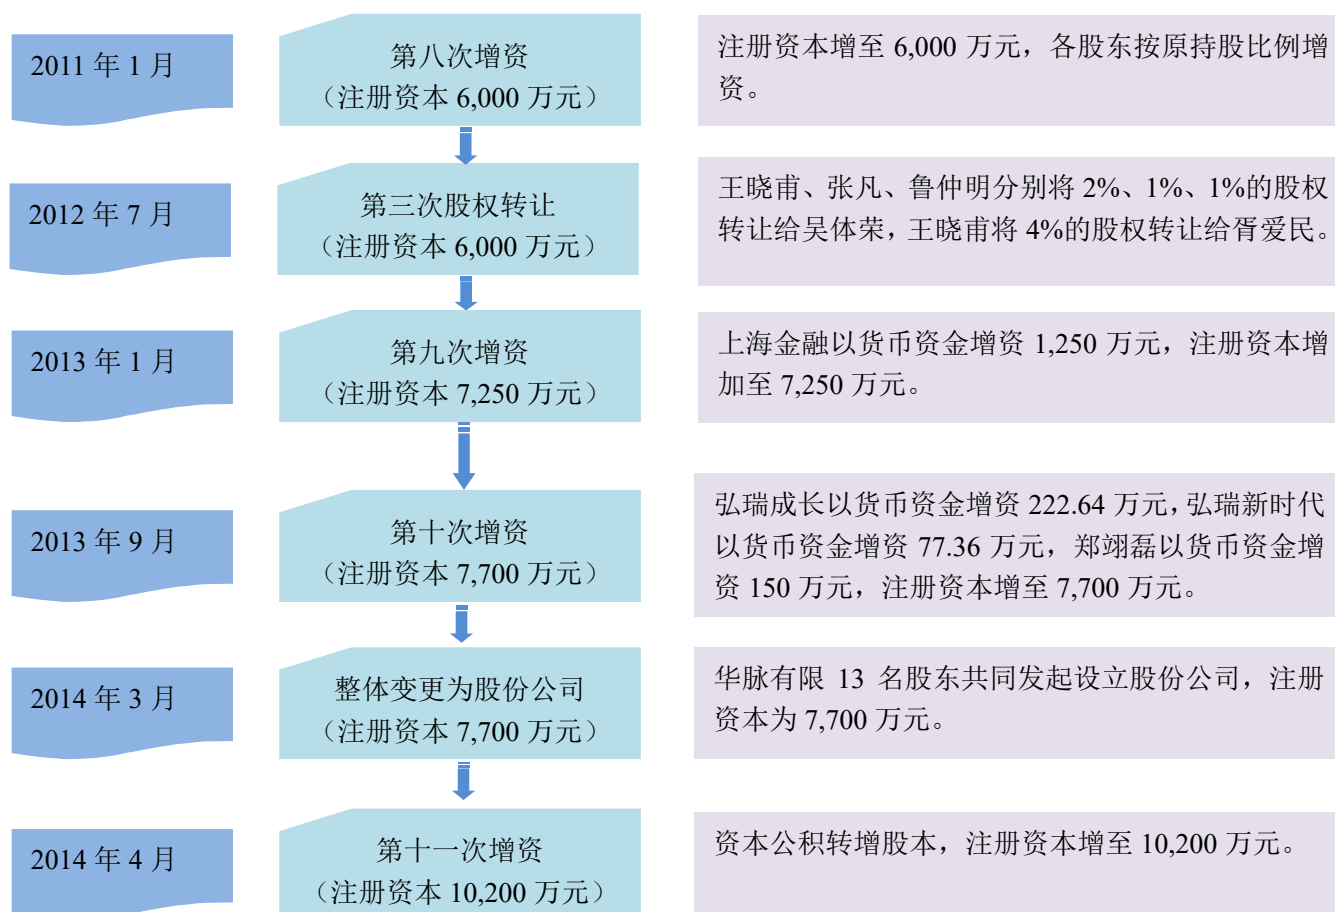 2011 年 1 月
第八次增资
（注册资本 6,000 万元）
注册资本增至 6,000 万元，各股东按原持股比例增
资。
2012 年 7 月
第三次股权转让
（注册资本 6,000 万元）
王晓甫、张凡、鲁仲明分别将 2%、1%、1%的股权
转让给吴体荣，王晓甫将 4%的股权转让给胥爱民。
2013 年 1 月
第九次增资
（注册资本 7,250 万元）
上海金融以货币资金增资 1,250 万元，注册资本增
加至 7,250 万元。
2013 年 9 月
第十次增资
（注册资本 7,700 万元）
弘瑞成长以货币资金增资 222.64 万元，弘瑞新时代
以货币资金增资 77.36 万元，郑翊磊以货币资金增
资 150 万元，注册资本增至 7,700 万元。
2014 年 3 月
整体变更为股份公司
（注册资本 7,700 万元）
华脉有限 13 名股东共同发起设立股份公司，注册
资本为 7,700 万元。
2014 年 4 月
第十一次增资
（注册资本 10,200 万元）
资本公积转增股本，注册资本增至 10,200 万元。